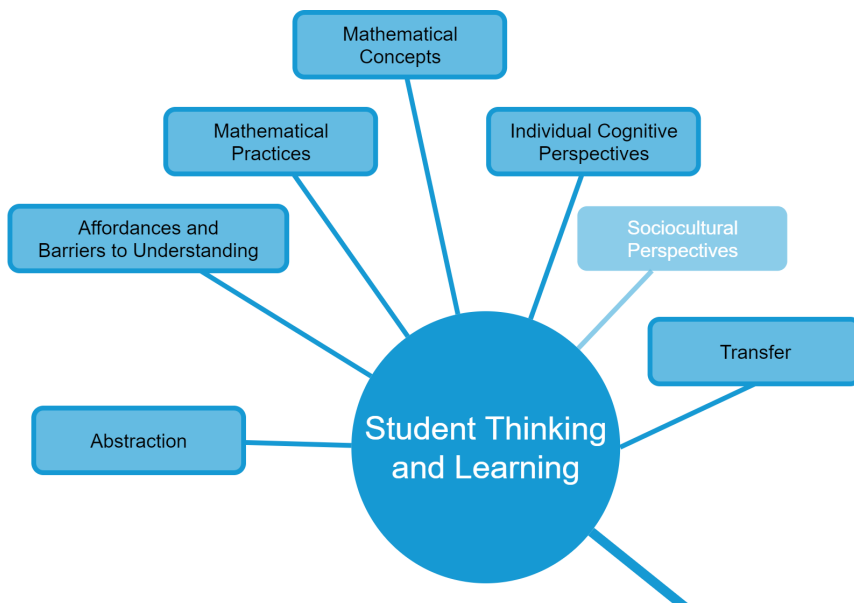 Mathematical
Concepts
Mathematical
Practices
Individual Cognitive
Perspectives
Affordances and
Barriers to Understanding
Sociocultural
Perspectives
Transfer
Abstraction
Student Thinking
and Learning